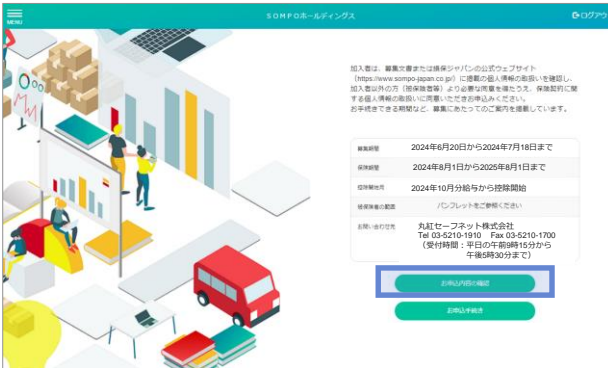 MENU
SOMPOホールディングス
ログアウ
加入者は、募集文書または損保ジャパンの公式ウェブサイト
(https://www.sompo-japan.co.jp/) に掲載の個人情報の取扱いを確認し、
加入者以外の方（被保険者等）より必要な同意を得たうえ、保険契約に関
する個人情報の取扱いに同意いただきお申込みください。
お手続きできる期間など、募集にあたってのご案内を掲載しています。
募集期間 2024年6月20日から2024年7月18日まで
保険期間 2024年8月1日から2025年8月1日まで
控除開始月 2024年10月分給与から控除開始
被保険者の範囲 パンフレットをご参照ください
お問い合わせ先 丸紅セーフネット株式会社
Tel 03-5210-1910 Fax 03-5210-1700
（受付時間：平日の午前9時15分から
午後5時30分まで）
お申込内容の確認
お申込手続き